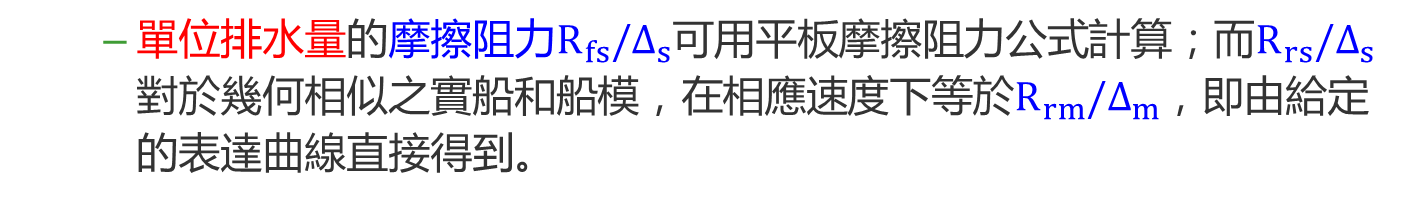 –單位排水量的摩擦阻力R_fs/Δ_s可用平板摩擦阻力公式計算；而R_rs/Δ_s
對於幾何相似之實船和船模，在相應速度下等於R_rm/Δ_m，即由給定
的表達曲線直接得到。